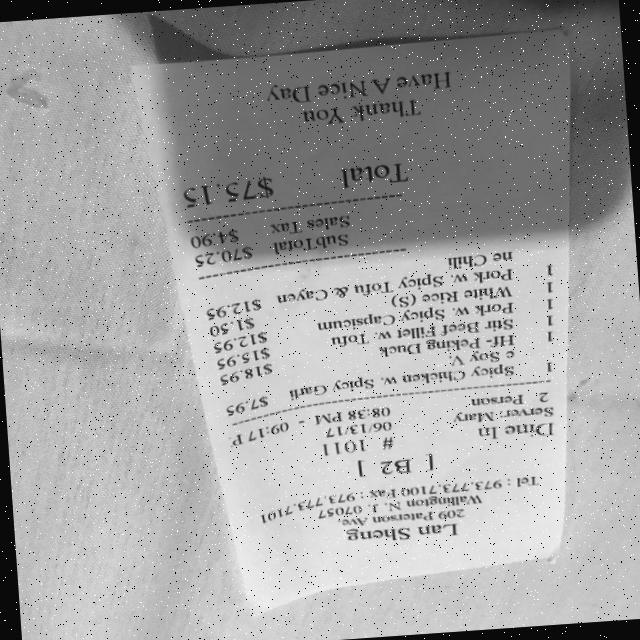 Lan Sheng
209 Paterson Ave.
Wallington N. J. 07057
Tel : 973.773.7100 Fax : 973.773.7101
[ B2 ]
# 1Q11
Dine In 06/13/17
Server: Mary 08:38 PM - 09:17 P
2 Person
1 Spicy Chicken w. Spicy Garli $7.95
c Soy V
1 HF- Peking Duck $18.95
1 Stir Beef Fillet w. Tofu $15.95
1 Pork w. Spicy Capsicum $12.95
1 White Rice (S) $1.50
1 Pork w. Spicy Tofu & Cayen $12.95
ne Chili
SubTotal $70.25
Sales Tax $4.90
Total $75.15
Thank You
Have A Nice Day